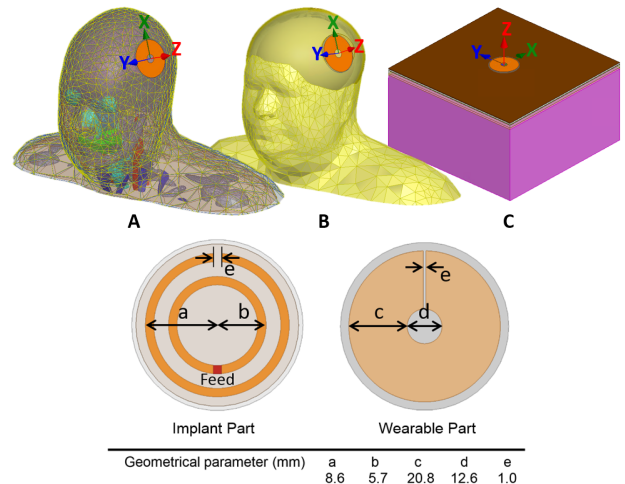 X
Y
Z
X
Y
Z
Z
Y
X
A
B
C
e
a
b
Feed
e
c
d
Implant Part
Wearable Part
Geometrical parameter (mm) a b c d e
8.6 5.7 20.8 12.6 1.0